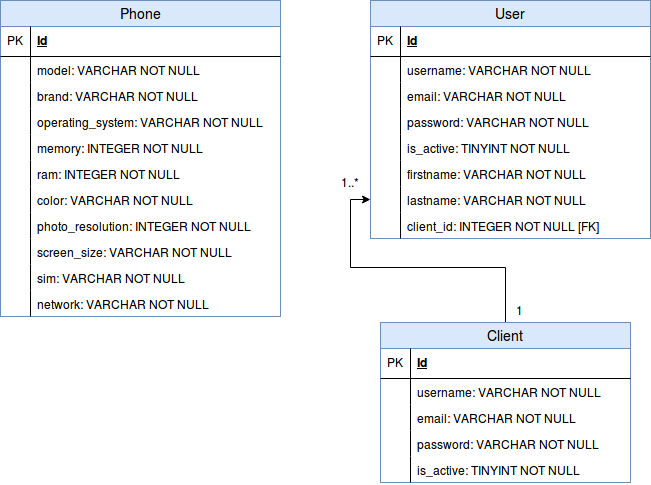 Phone
PK Id
model: VARCHAR NOT NULL
brand: VARCHAR NOT NULL
operating_system: VARCHAR NOT NULL
memory: INTEGER NOT NULL
ram: INTEGER NOT NULL
color: VARCHAR NOT NULL
photo_resolution: INTEGER NOT NULL
screen_size: VARCHAR NOT NULL
sim: VARCHAR NOT NULL
network: VARCHAR NOT NULL
User
PK Id
username: VARCHAR NOT NULL
email: VARCHAR NOT NULL
password: VARCHAR NOT NULL
is_active: TINYINT NOT NULL
firstname: VARCHAR NOT NULL
lastname: VARCHAR NOT NULL
client_id: INTEGER NOT NULL [FK]
1..*
1
Client
PK Id
username: VARCHAR NOT NULL
email: VARCHAR NOT NULL
password: VARCHAR NOT NULL
is_active: TINYINT NOT NULL